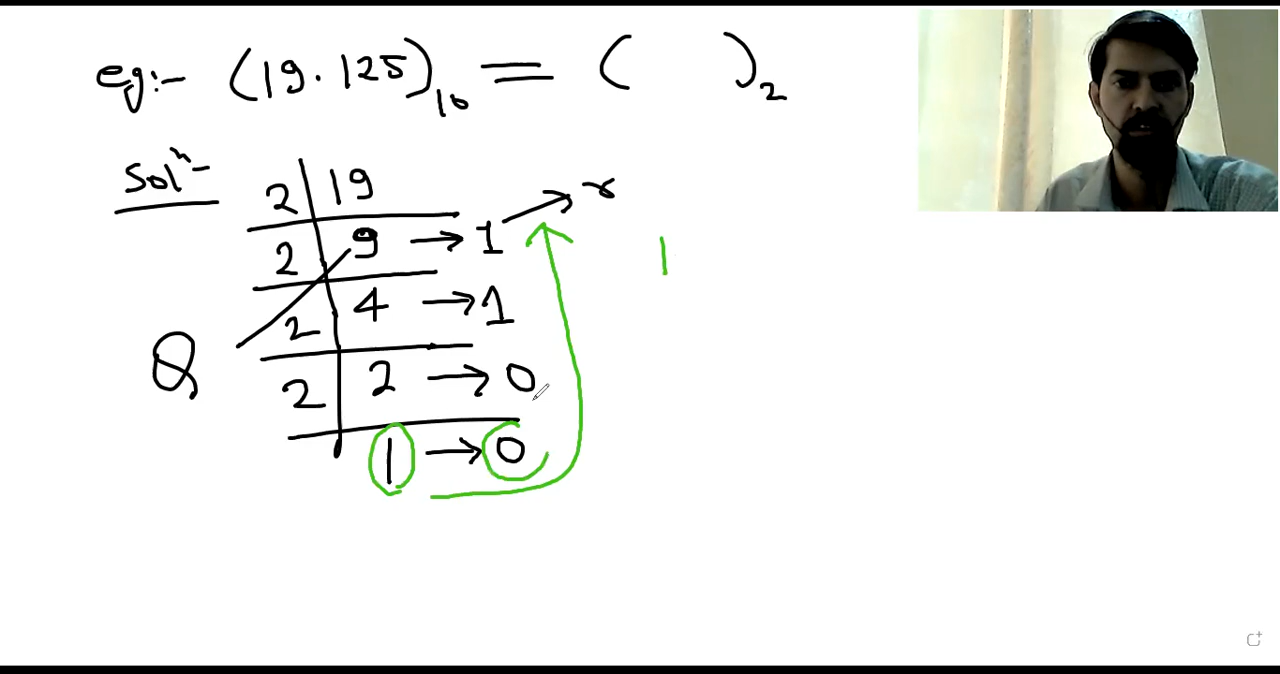 eg:- (19.125)10 = ( )2
Solⁿ-
2 19
2 9 → 1 → r
2 4 → 1
2 2 → 0
1 → 0
Q
1